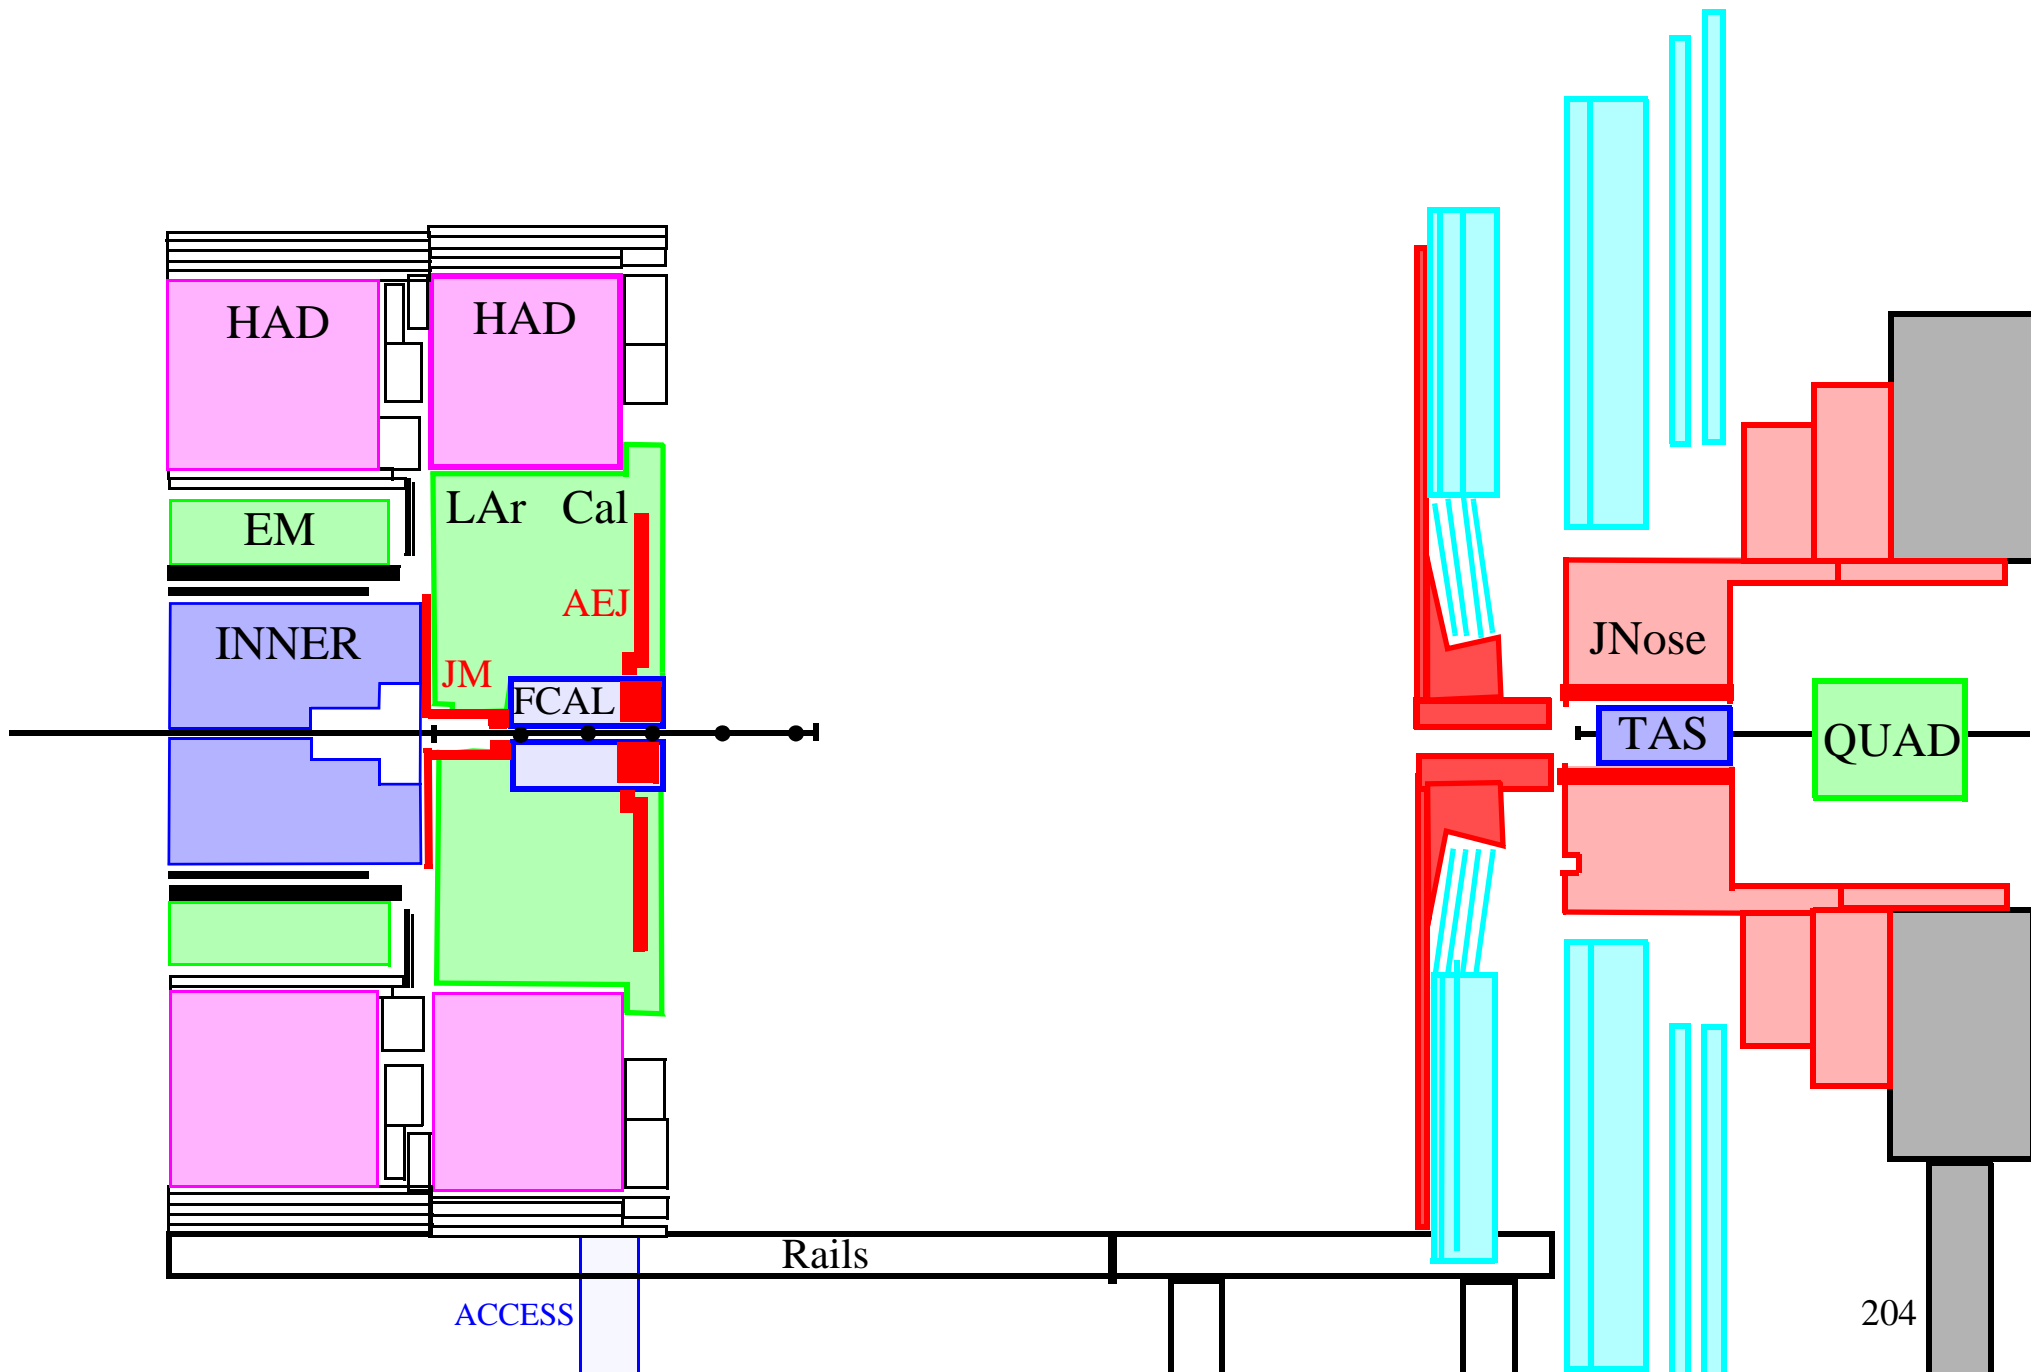 HAD
HAD
LAr Cal
EM
AEJ
INNER
JNose
JM
FCAL
TAS
QUAD
Rails
ACCESS
204